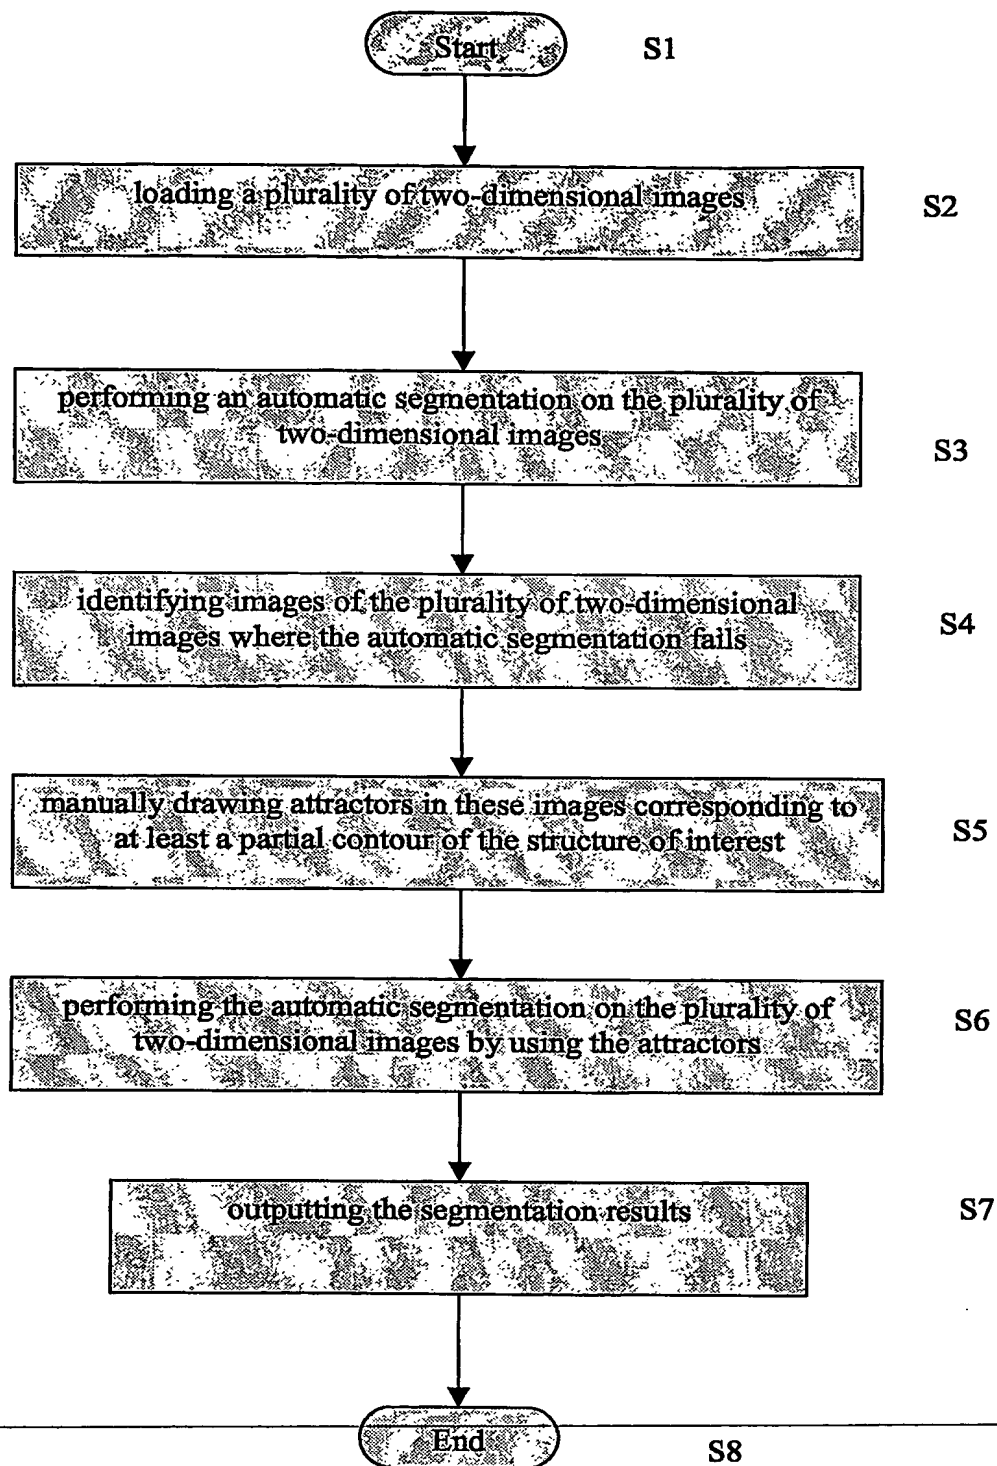 Start
S1
loading a plurality of two-dimensional images
S2
performing an automatic segmentation on the plurality of
two-dimensional images
S3
identifying images of the plurality of two-dimensional
images where the automatic segmentation fails
S4
manually drawing attractors in these images corresponding to
at least a partial contour of the structure of interest
S5
performing the automatic segmentation on the plurality of
two-dimensional images by using the attractors
S6
outputting the segmentation results
S7
End
S8